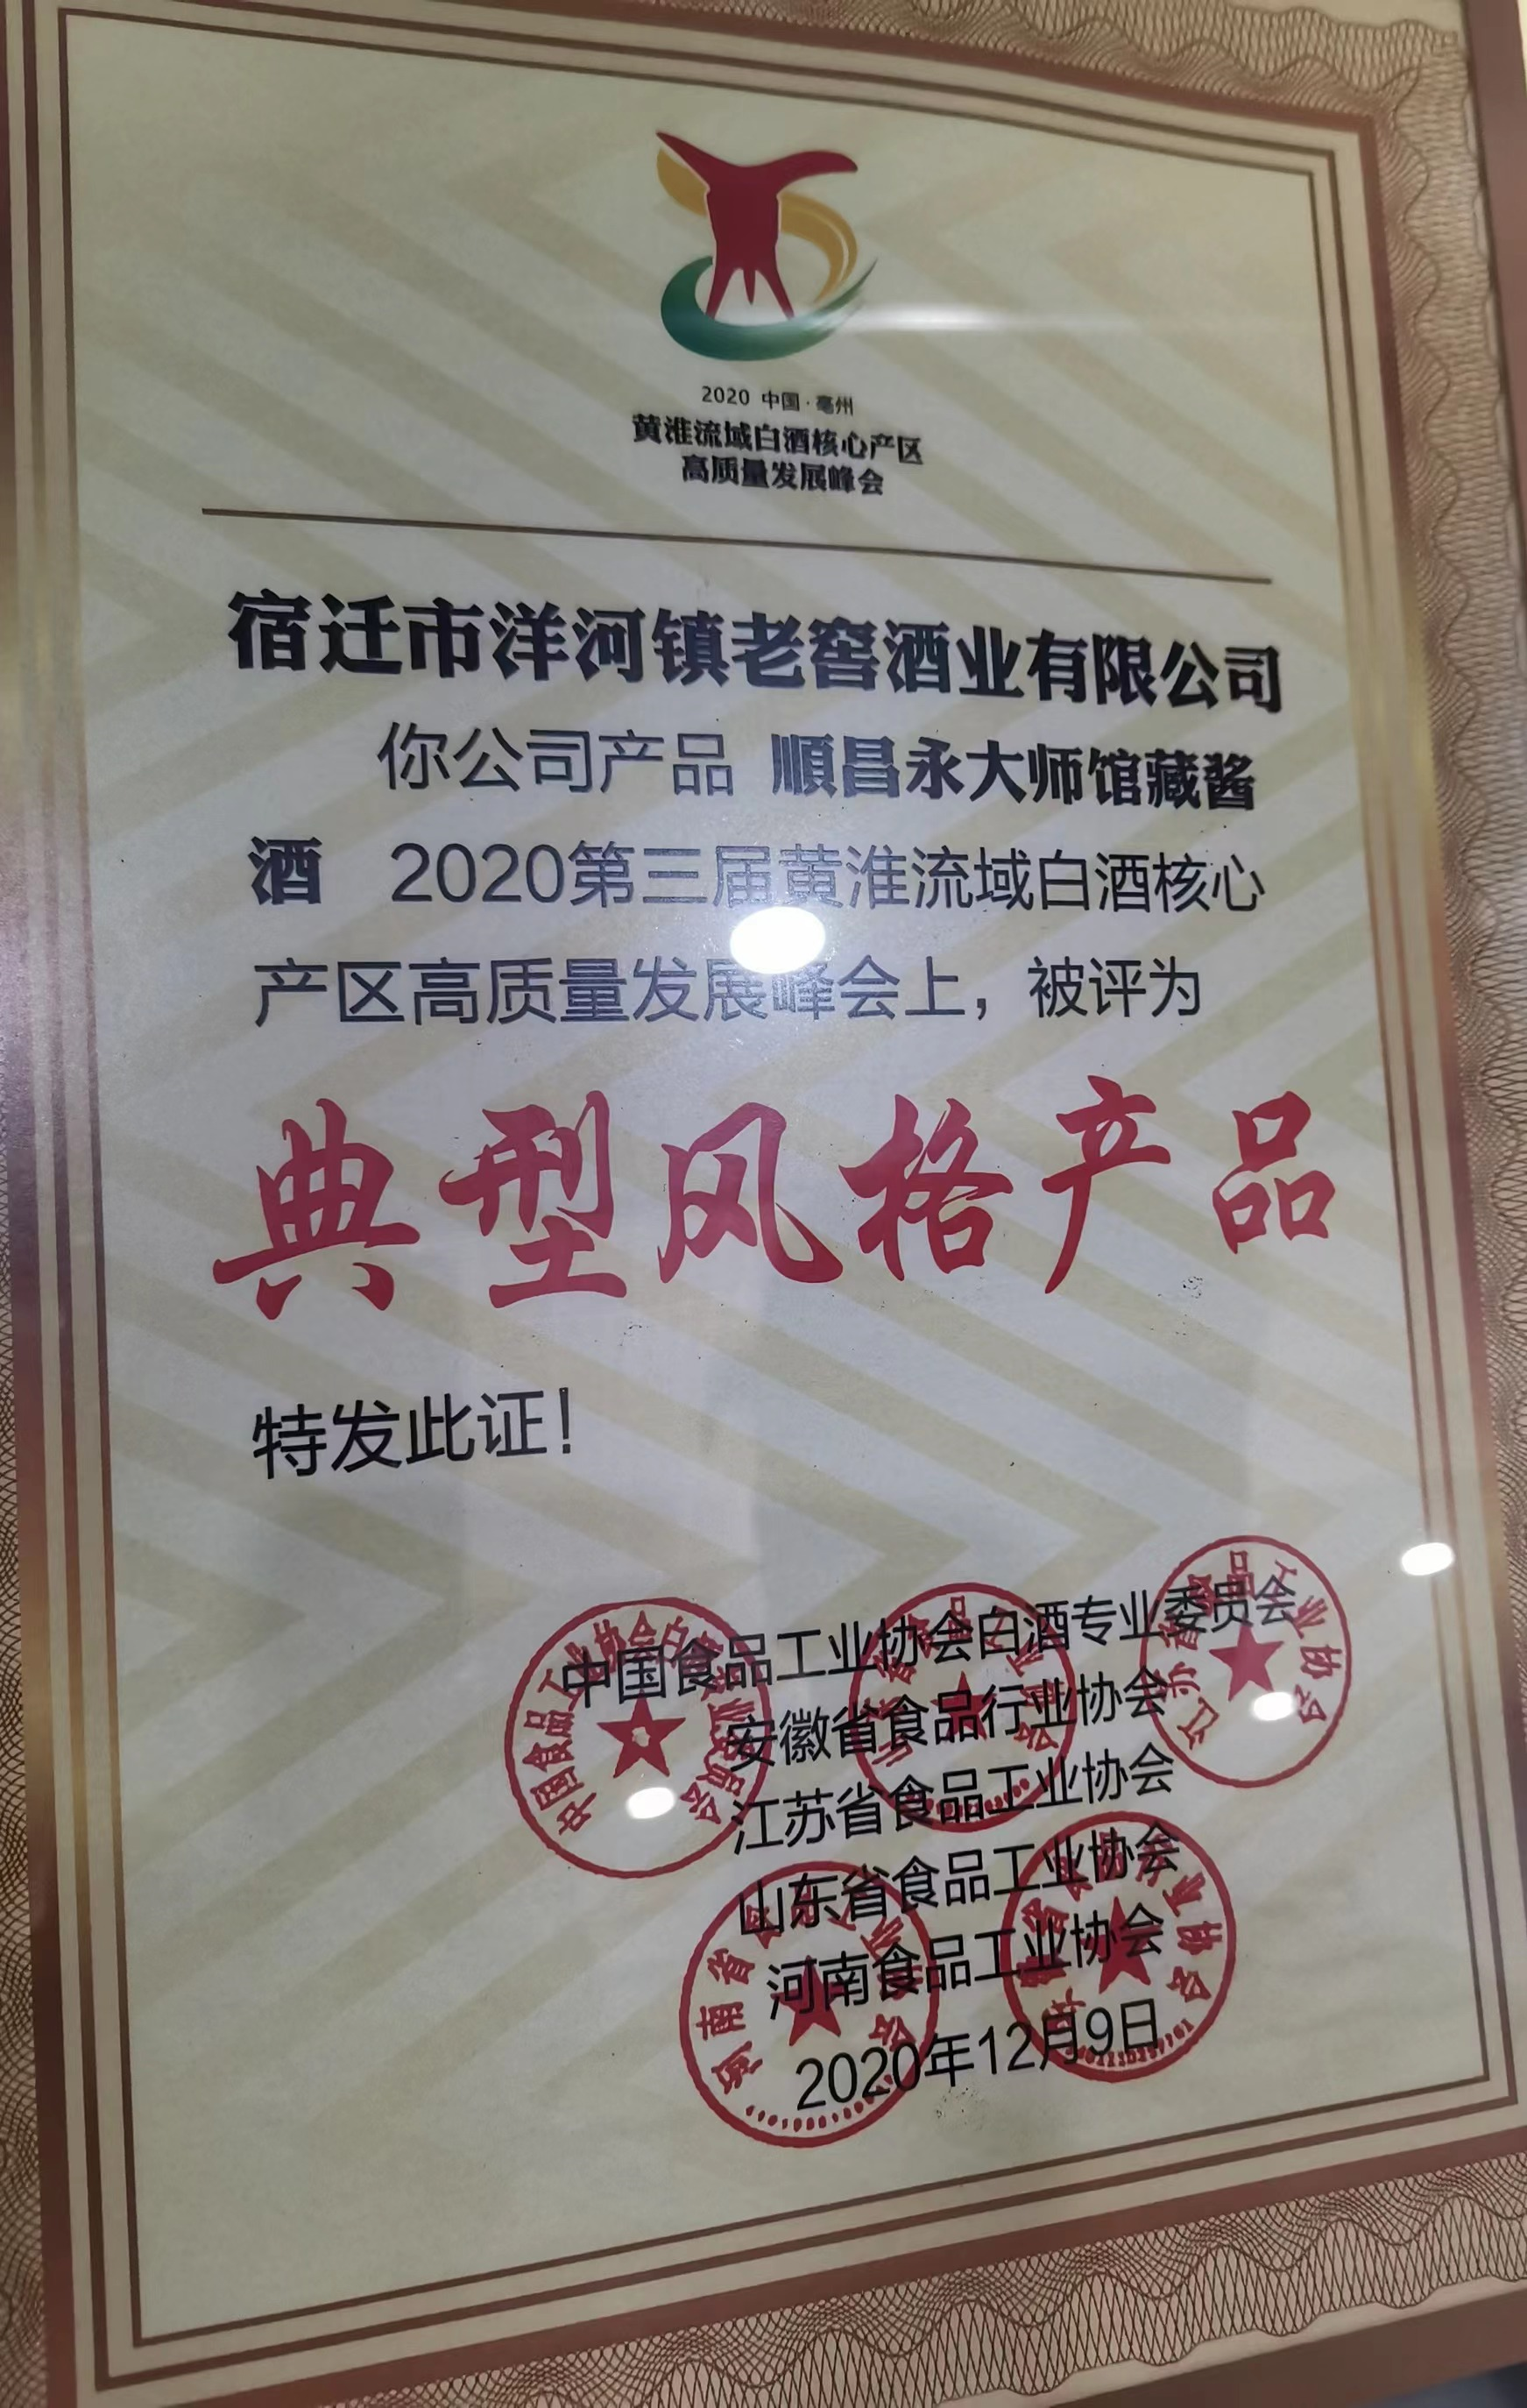 2020 中国·亳州
黄淮流域白酒核心产区
高质量发展峰会
宿迁市洋河镇老窖酒业有限公司
你公司产品 順昌永大师馆藏酱
酒 2020第三届黄淮流域白酒核心
产区高质量发展峰会上，被评为
典型风格产品
特发此证！
中国食品工业协会白酒专业委员会
安徽省食品行业协会
江苏省食品工业协会
山东省食品工业协会
河南食品工业协会
2020年12月9日